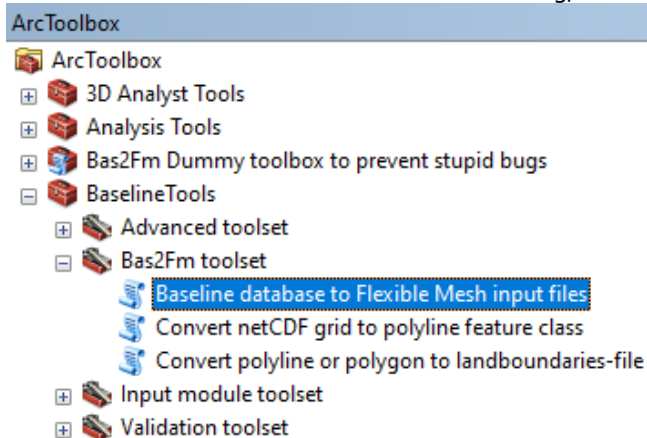 ArcToolbox
ArcToolbox
3D Analyst Tools
Analysis Tools
Bas2Fm Dummy toolbox to prevent stupid bugs
BaselineTools
Advanced toolset
Bas2Fm toolset
Baseline database to Flexible Mesh input files
Convert netCDF grid to polyline feature class
Convert polyline or polygon to landboundaries-file
Input module toolset
Validation toolset